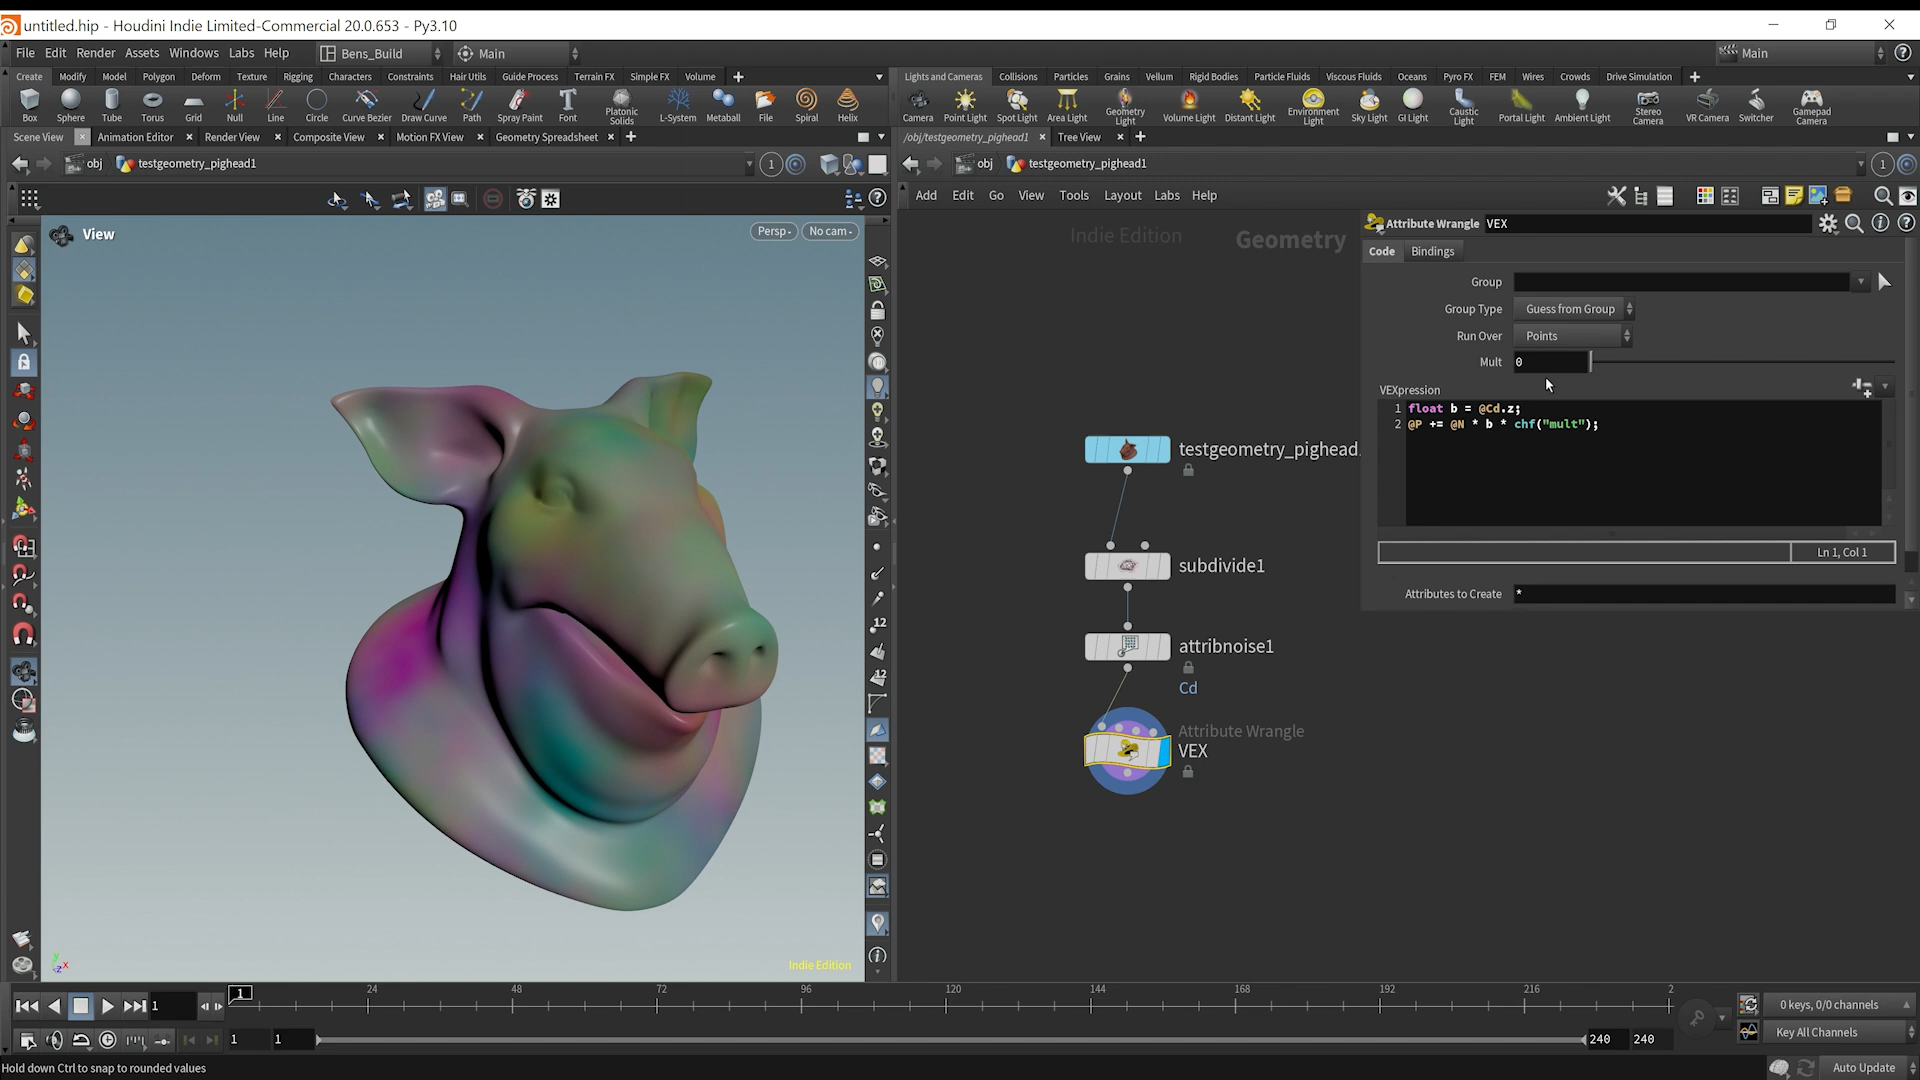 untitled.hip - Houdini Indie Limited-Commercial 20.0.653 - Py3.10
File Edit Render Assets Windows Labs Help Bens_Build Main Main
Create Modify Model Polygon Deform Texture Rigging Characters Constraints Hair Utils Guide Process Terrain FX Simple FX Volume
Lights and Cameras Collisions Particles Grains Vellum Rigid Bodies Particle Fluids Viscous Fluids Oceans Pyro FX FEM Wires Crowds Drive Simulation
Box Sphere Tube Torus Grid Null Line Circle Curve Bezier Draw Curve Path Spray Paint Font Platonic Solids L-System Metaball File Spiral Helix
Camera Point Light Spot Light Area Light Geometry Light Volume Light Distant Light Environment Light Sky Light GI Light Caustic Light Portal Light Ambient Light Stereo Camera VR Camera Switcher Gamepad Camera
Scene View Animation Editor Render View Composite View Motion FX View Geometry Spreadsheet
/obj/testgeometry_pighead1 Tree View
obj testgeometry_pighead1 1
obj testgeometry_pighead1 1
Add Edit Go View Tools Layout Labs Help
View Persp No cam
Indie Edition Geometry
Attribute Wrangle VEX
Code Bindings
Group
Group Type Guess from Group
Run Over Points
Mult 0
VEXpression
1 float b = @Cd.z;
2 @P += @N * b * chf("mult");
Ln 1, Col 1
Attributes to Create *
testgeometry_pighead
subdivide1
attribnoise1
Cd
Attribute Wrangle
VEX
12
12
Indie Edition
y z x
1 1 24 48 72 96 120 144 168 192 216 2
0 keys, 0/0 channels
1 1 240 240 Key All Channels
Hold down Ctrl to snap to rounded values Auto Update